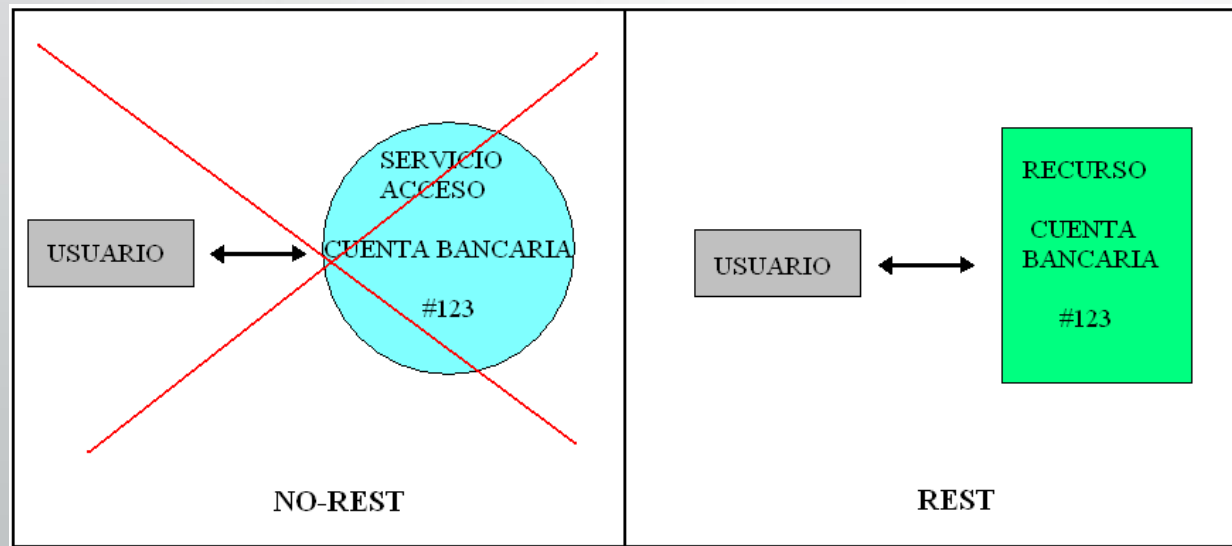 SERVICIO
ACCESO
USUARIO
CUENTA BANCARIA
#123
NO-REST
RECURSO
USUARIO
CUENTA
BANCARIA
#123
REST